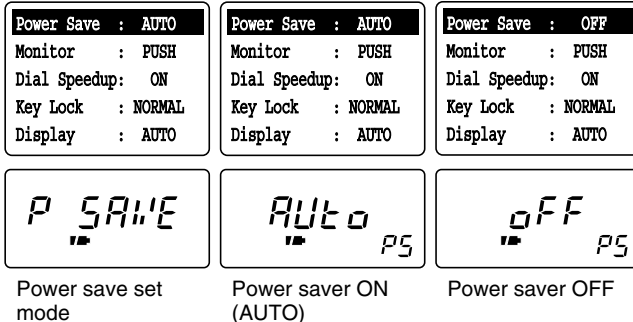 Power Save : AUTO
Monitor : PUSH
Dial Speedup: ON
Key Lock : NORMAL
Display : AUTO
Power Save : AUTO
Monitor : PUSH
Dial Speedup: ON
Key Lock : NORMAL
Display : AUTO
Power Save : OFF
Monitor : PUSH
Dial Speedup: ON
Key Lock : NORMAL
Display : AUTO
P SAVE
AUto
PS
oFF
PS
Power save set
mode
Power saver ON
(AUTO)
Power saver OFF